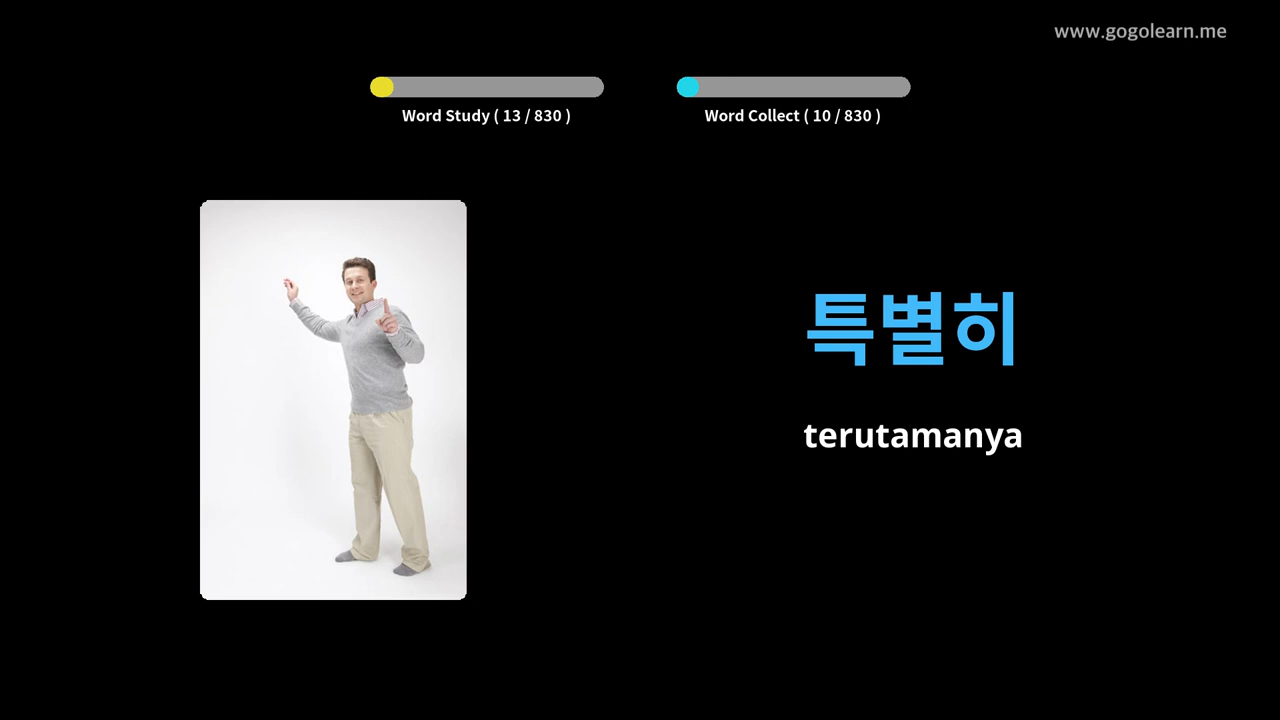 www.gogolearn.me
Word Study ( 13 / 830 )
Word Collect ( 10 / 830 )
특별히
terutamanya